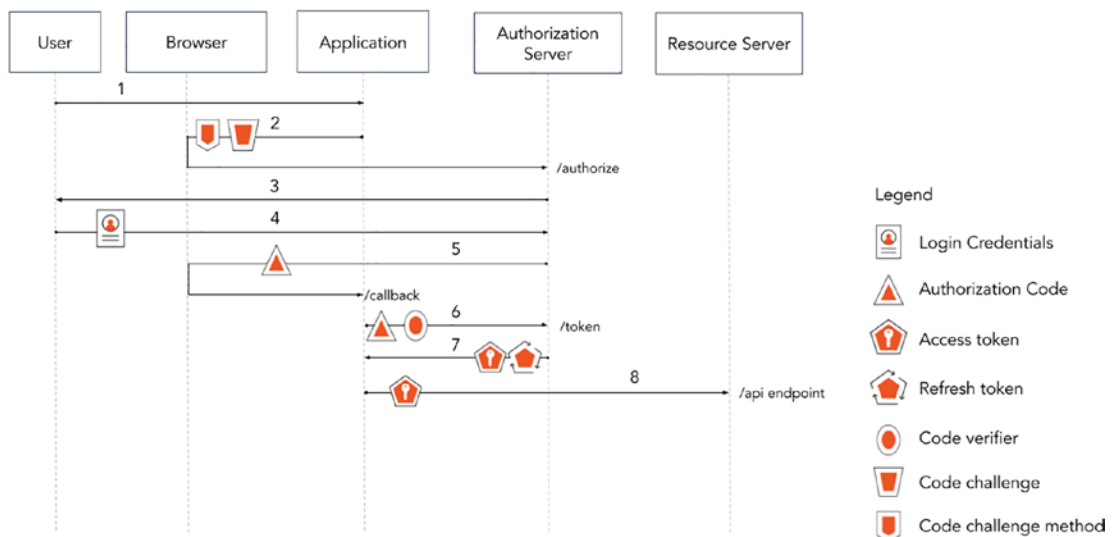 User
Browser
Application
Authorization
Server
Resource Server
1
2
/authorize
3
4
5
/callback
6
/token
7
8
/api endpoint
Legend
Login Credentials
Authorization Code
Access token
Refresh token
Code verifier
Code challenge
Code challenge method